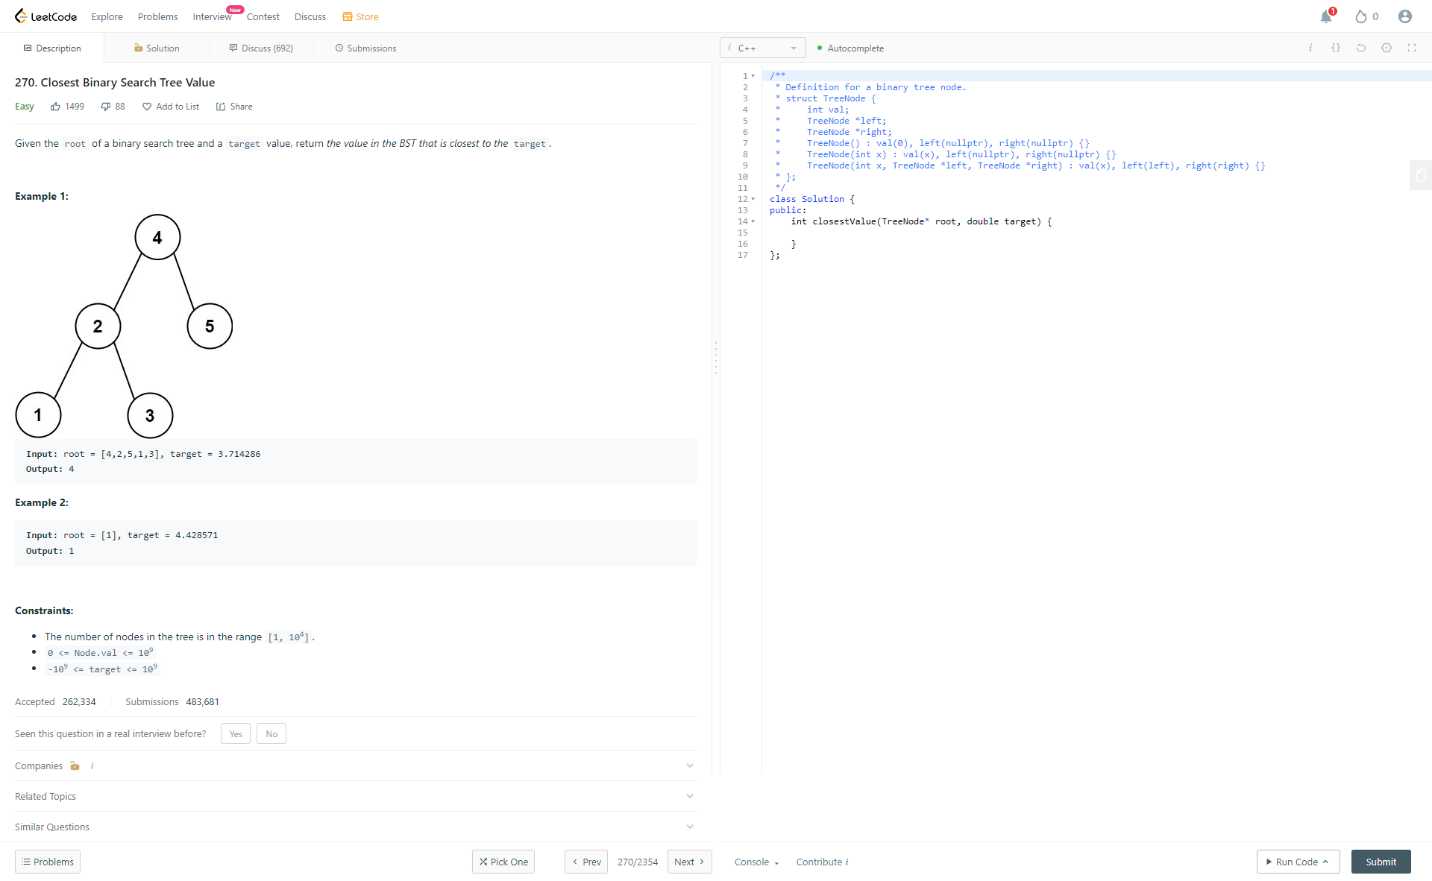 LeetCode Explore Problems Interview New Contest Discuss Store 1 0
Description Solution Discuss (692) Submissions
i C++ Autocomplete i {}
270. Closest Binary Search Tree Value
Easy 1499 88 Add to List Share
Given the root of a binary search tree and a target value, return the value in the BST that is closest to the target.
Example 1:
4
2 5
1 3
Input: root = [4,2,5,1,3], target = 3.714286
Output: 4
Example 2:
Input: root = [1], target = 4.428571
Output: 1
Constraints:
• The number of nodes in the tree is in the range [1, 10⁴].
• 0 <= Node.val <= 10⁹
• -10⁹ <= target <= 10⁹
Accepted 262,334 Submissions 483,681
Seen this question in a real interview before? Yes No
Companies i
Related Topics
Similar Questions
1 /**
2 * Definition for a binary tree node.
3 * struct TreeNode {
4 * int val;
5 * TreeNode *left;
6 * TreeNode *right;
7 * TreeNode() : val(0), left(nullptr), right(nullptr) {}
8 * TreeNode(int x) : val(x), left(nullptr), right(nullptr) {}
9 * TreeNode(int x, TreeNode *left, TreeNode *right) : val(x), left(left), right(right) {}
10 * };
11 */
12 class Solution {
13 public:
14 int closestValue(TreeNode* root, double target) {
15
16 }
17 };
Problems Pick One < Prev 270/2354 Next > Console Contribute i Run Code Submit